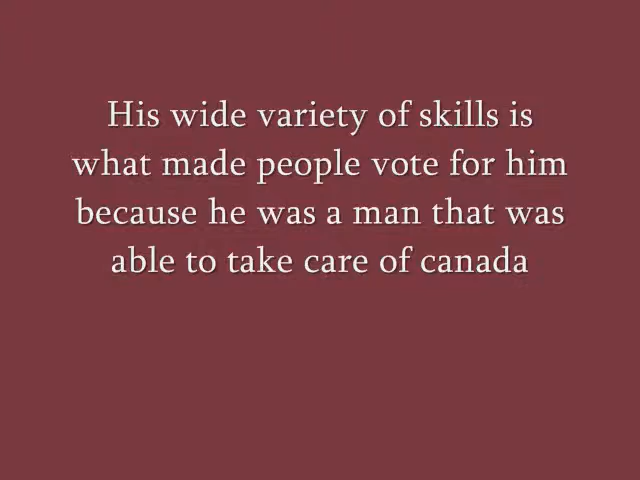 His wide variety of skills is
what made people vote for him
because he was a man that was
able to take care of canada